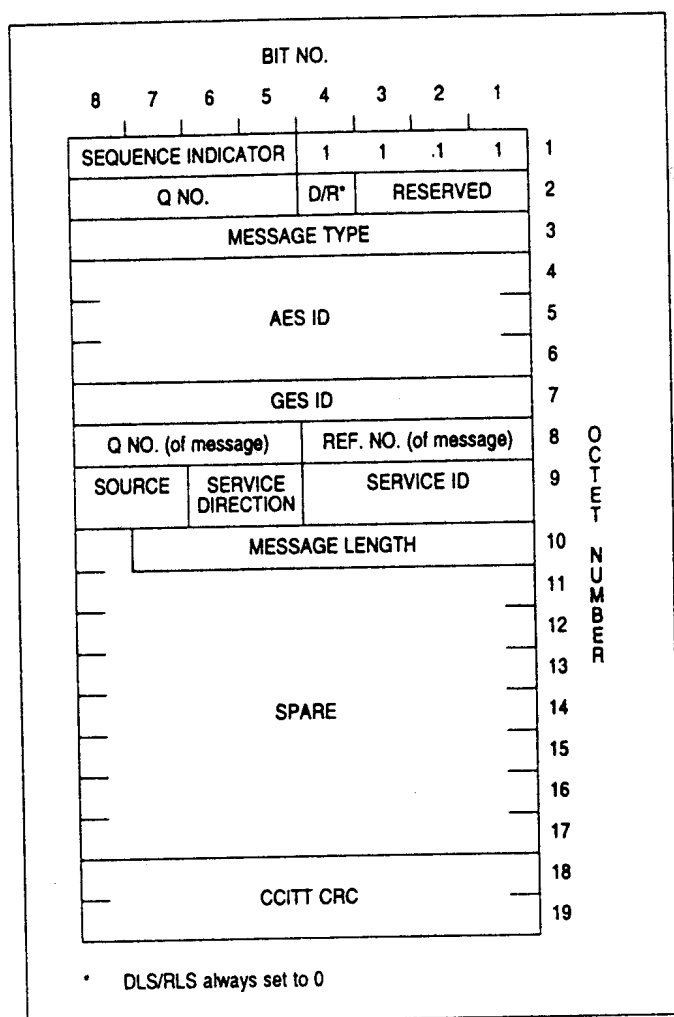 BIT NO.
8 7 6 5 4 3 2 1
SEQUENCE INDICATOR 1 1 .1 1 1
Q NO. D/R* RESERVED 2
MESSAGE TYPE 3
4
AES ID 5
6
GES ID 7
Q NO. (of message) REF. NO. (of message) 8
SOURCE SERVICE DIRECTION SERVICE ID 9
MESSAGE LENGTH 10
11
12
13
SPARE 14
15
16
17
18
CCITT CRC 19
OCTET NUMBER
* DLS/RLS always set to 0